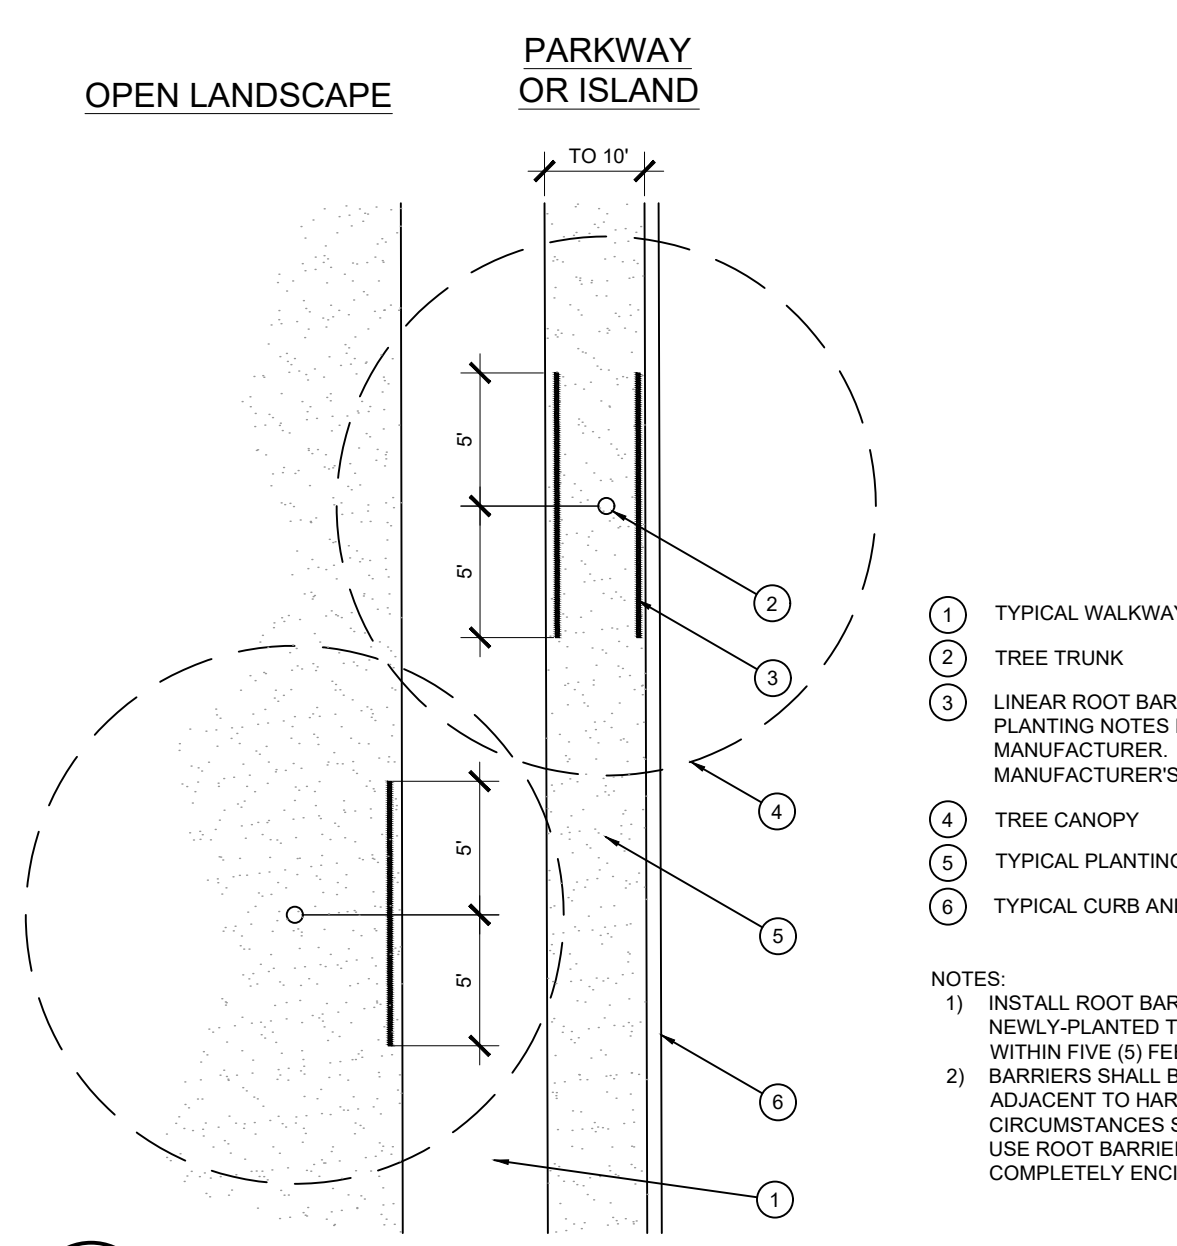 OPEN LANDSCAPE
PARKWAY
OR ISLAND
TO 10'
5'
5'
5'
5'
2
3
4
5
6
1
1 TYPICAL WALKWAY
2 TREE TRUNK
3 LINEAR ROOT BAR
PLANTING NOTES
MANUFACTURER.
MANUFACTURER'S
4 TREE CANOPY
5 TYPICAL PLANTING
6 TYPICAL CURB AN
NOTES:
1) INSTALL ROOT BAR
NEWLY-PLANTED T
WITHIN FIVE (5) FE
2) BARRIERS SHALL B
ADJACENT TO HAR
CIRCUMSTANCES S
USE ROOT BARRIE
COMPLETELY ENCI